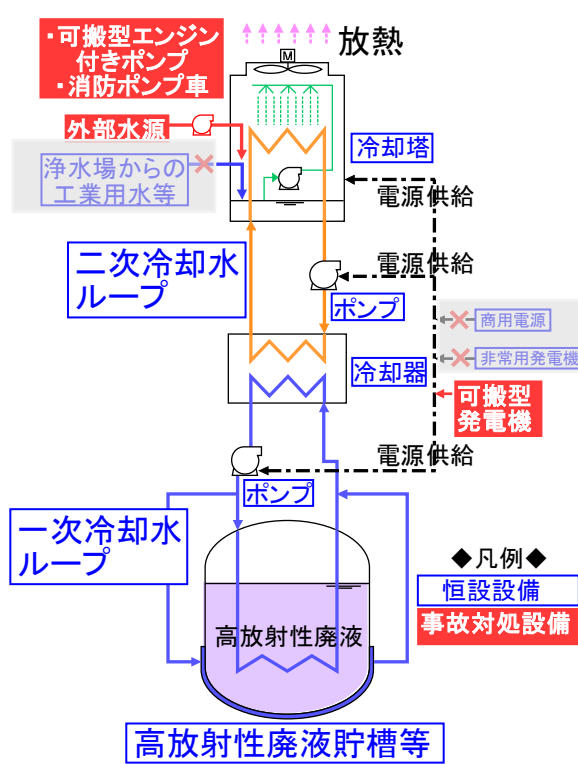 ・可搬型エンジン
付きポンプ
・消防ポンプ車
放熱
M
外部水源
冷却塔
浄水場からの
工業用水等
電源供給
二次冷却水
ループ
電源供給
ポンプ
商用電源
冷却器
非常用発電機
可搬型
発電機
電源供給
ポンプ
一次冷却水
ループ
◆凡例◆
恒設設備
事故対処設備
高放射性廃液
高放射性廃液貯槽等